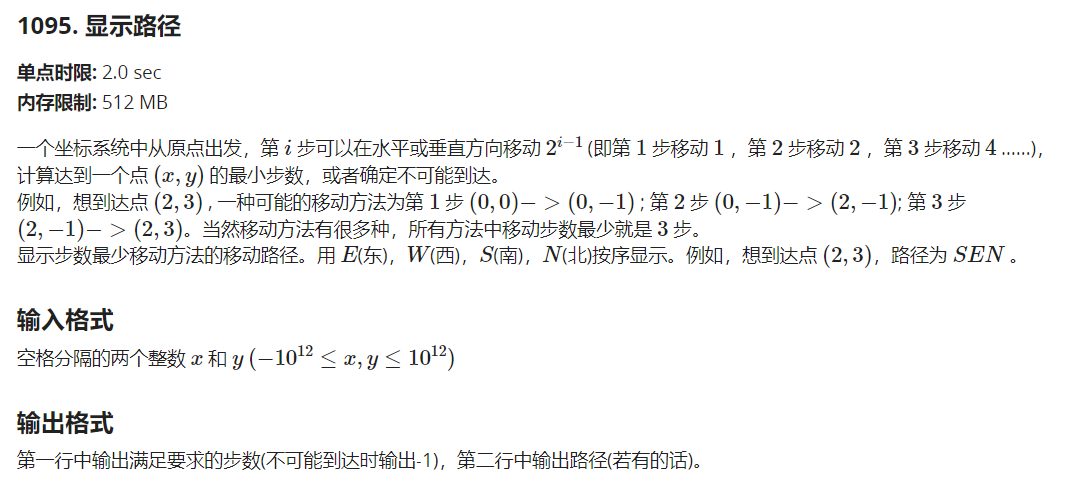 1095. 显示路径
单点时限: 2.0 sec
内存限制: 512 MB
一个坐标系统中从原点出发，第 i 步可以在水平或垂直方向移动 2^{i−1} (即第 1 步移动 1 ，第 2 步移动 2 ，第 3 步移动 4 ......)，
计算达到一个点 (x, y) 的最小步数，或者确定不可能到达。
例如，想到达点 (2, 3) , 一种可能的移动方法为第 1 步 (0, 0)− > (0, −1) ; 第 2 步 (0, −1)− > (2, −1); 第 3 步
(2, −1)− > (2, 3)。当然移动方法有很多种，所有方法中移动步数最少就是 3 步。
显示步数最少移动方法的移动路径。用 E(东)，W(西)，S(南)，N(北)按序显示。例如，想到达点 (2, 3)，路径为 SEN 。
输入格式
空格分隔的两个整数 x 和 y (−10^{12} ≤ x, y ≤ 10^{12})
输出格式
第一行中输出满足要求的步数(不可能到达时输出-1)，第二行中输出路径(若有的话)。